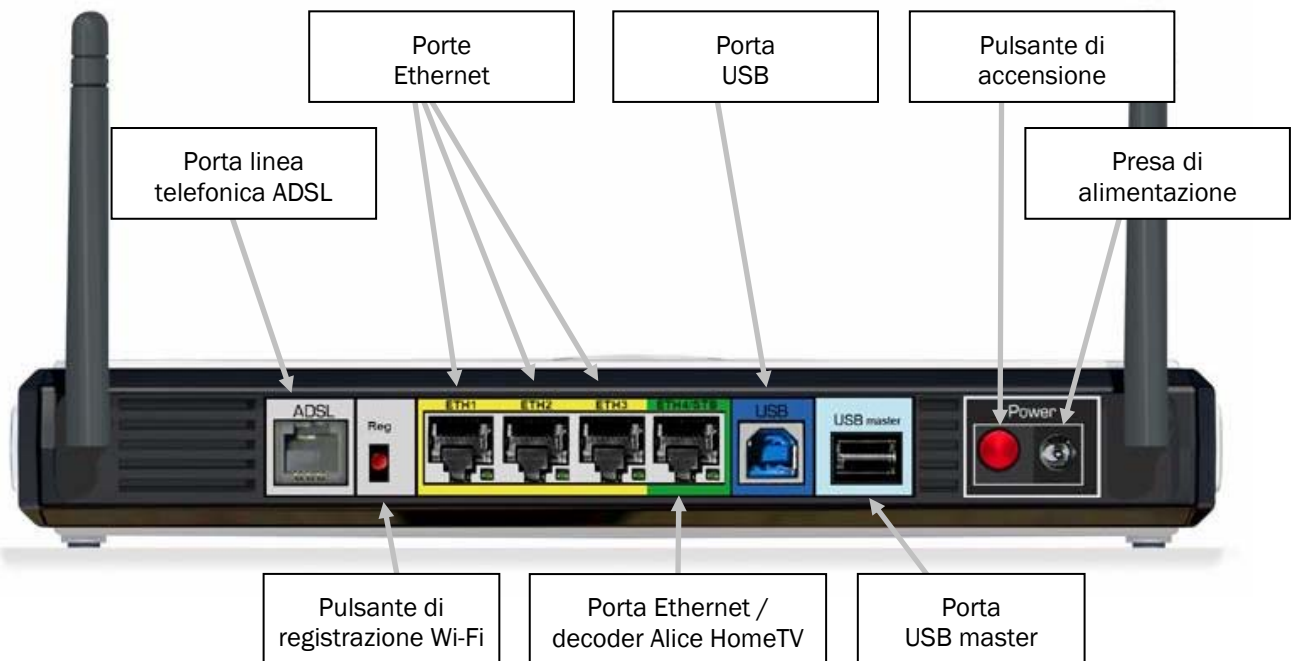 Porte
Ethernet
Porta
USB
Pulsante di
accensione
Porta linea
telefonica ADSL
Presa di
alimentazione
ADSL
Reg
ETH1
ETH2
ETH3
ETH4/STB
USB
USB master
Power
Pulsante di
registrazione Wi-Fi
Porta Ethernet /
decoder Alice HomeTV
Porta
USB master